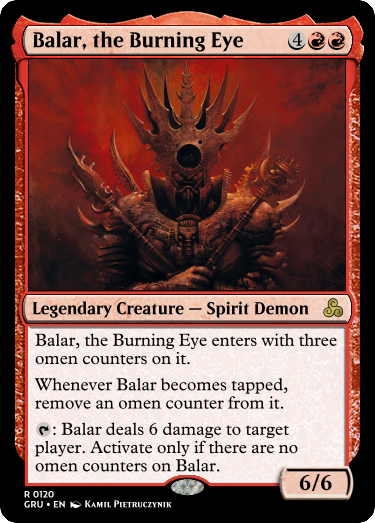 Balar, the Burning Eye 4
Legendary Creature — Spirit Demon
Balar, the Burning Eye enters with three
omen counters on it.
Whenever Balar becomes tapped,
remove an omen counter from it.
: Balar deals 6 damage to target
player. Activate only if there are no
omen counters on Balar.
6/6
R 0120
GRU • EN Kamil Pietruczynik